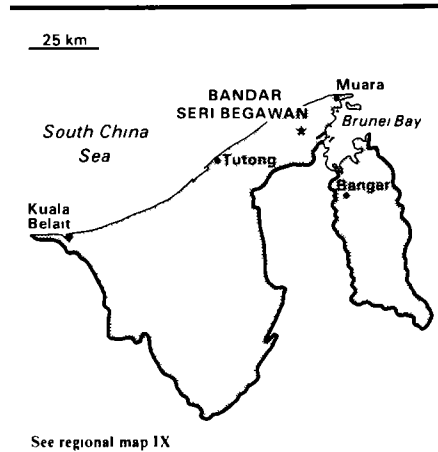 25 km
Muara
BANDAR
SERI BEGAWAN
Brunei Bay
South China
Sea
Tutong
Bangar
Kuala
Belait
See regional map IX